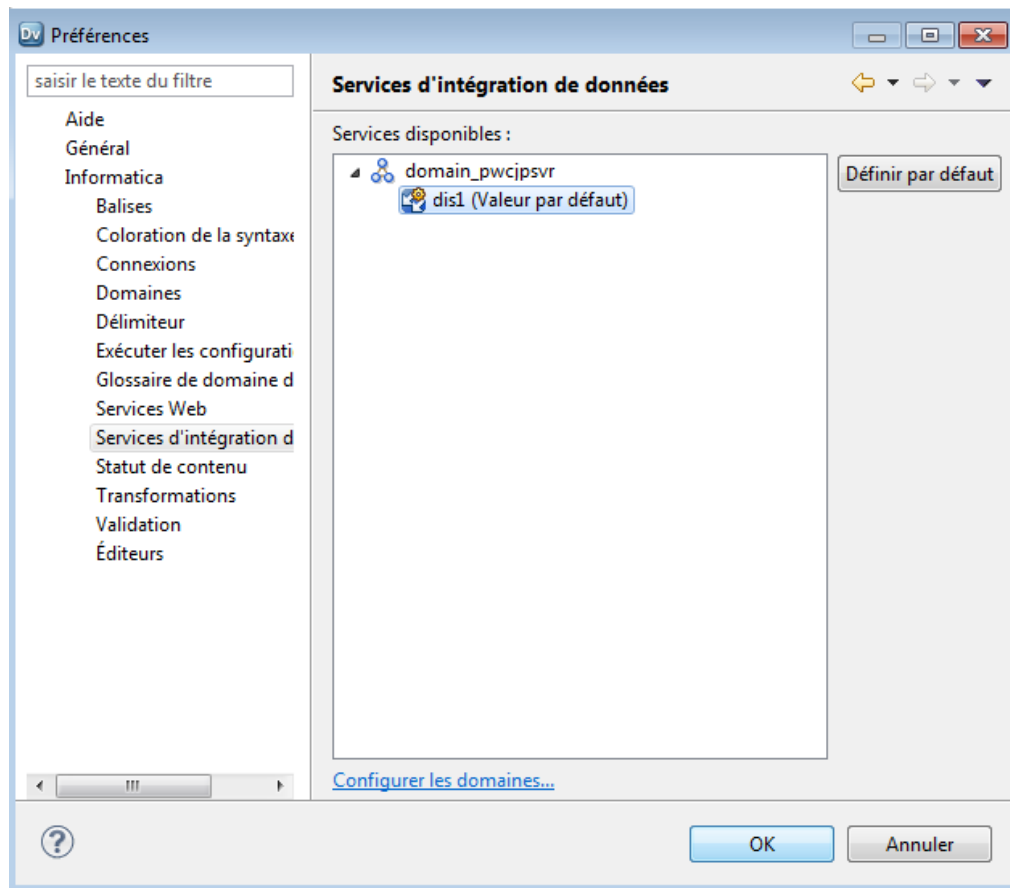 Dv Préférences
saisir le texte du filtre
Aide
Général
Informatica
Balises
Coloration de la syntaxe
Connexions
Domaines
Délimiteur
Exécuter les configurati
Glossaire de domaine d
Services Web
Services d'intégration d
Statut de contenu
Transformations
Validation
Éditeurs
Services d'intégration de données
Services disponibles :
domain_pwcjpsvr
dis1 (Valeur par défaut)
Définir par défaut
Configurer les domaines...
?
OK
Annuler